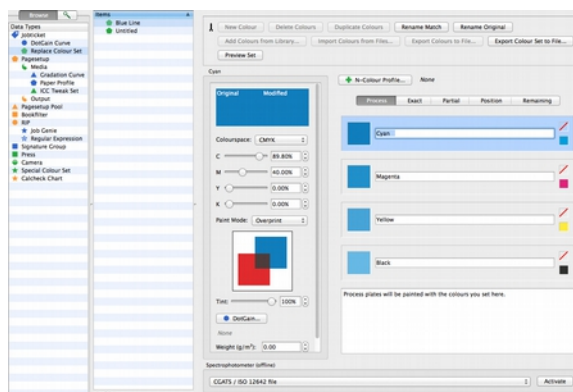 Browse
Data Types
Jobticket
DotGain Curve
Replace Colour Set
Pagesetup
Media
Gradation Curve
Paper Profile
ICC Tweak Set
Output
Pagesetup Pool
Bookfilter
RIP
Job Genie
Regular Expression
Signature Group
Press
Camera
Special Colour Set
Calcheck Chart
Items
Blue Line
Untitled
New Colour Delete Colours Duplicate Colours Rename Match Rename Original
Add Colours from Library... Import Colours from Files... Export Colours to File... Export Colour Set to File...
Preview Set
Cyan
Original Modified
Colourspace: CMYK
C 89.80%
M 40.00%
Y 0.00%
K 0.00%
Paint Mode: Overprint
Tint: 100%
DotGain...
None
Weight (g/m²): 0.00
N-Colour Profile... None
Process Exact Partial Position Remaining
Cyan
Magenta
Yellow
Black
Process plates will be painted with the colours you set here.
Spectrophotometer (offline)
CGATS / ISO 12642 file Activate